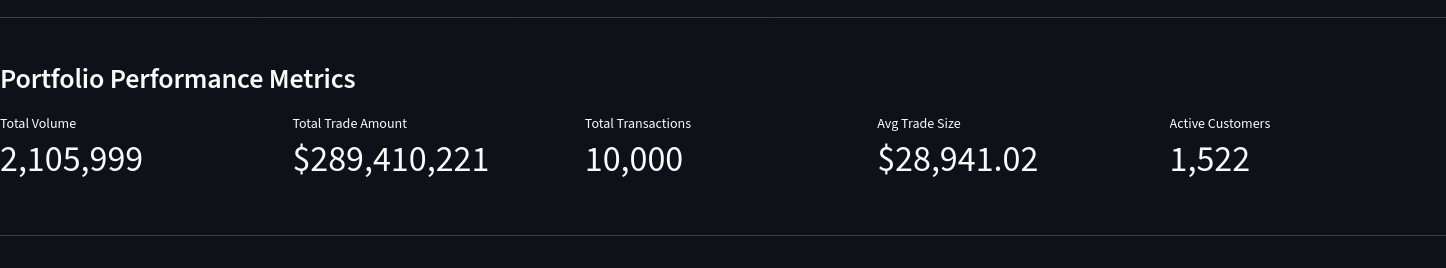 Portfolio Performance Metrics
Total Volume Total Trade Amount Total Transactions Avg Trade Size Active Customers
2,105,999 $289,410,221 10,000 $28,941.02 1,522